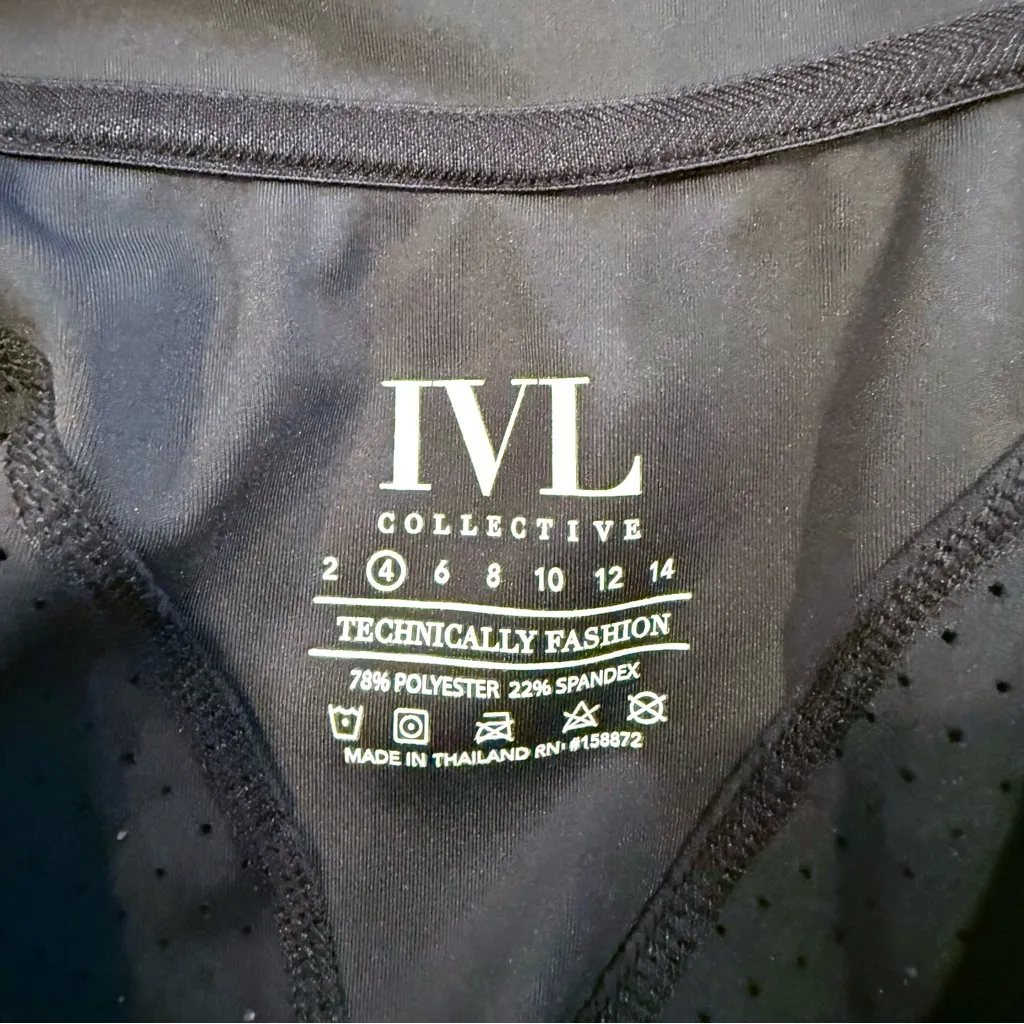 IVL
COLLECTIVE
2 4 6 8 10 12 14
TECHNICALLY FASHION
78% POLYESTER 22% SPANDEX
MADE IN THAILAND RN: #158872